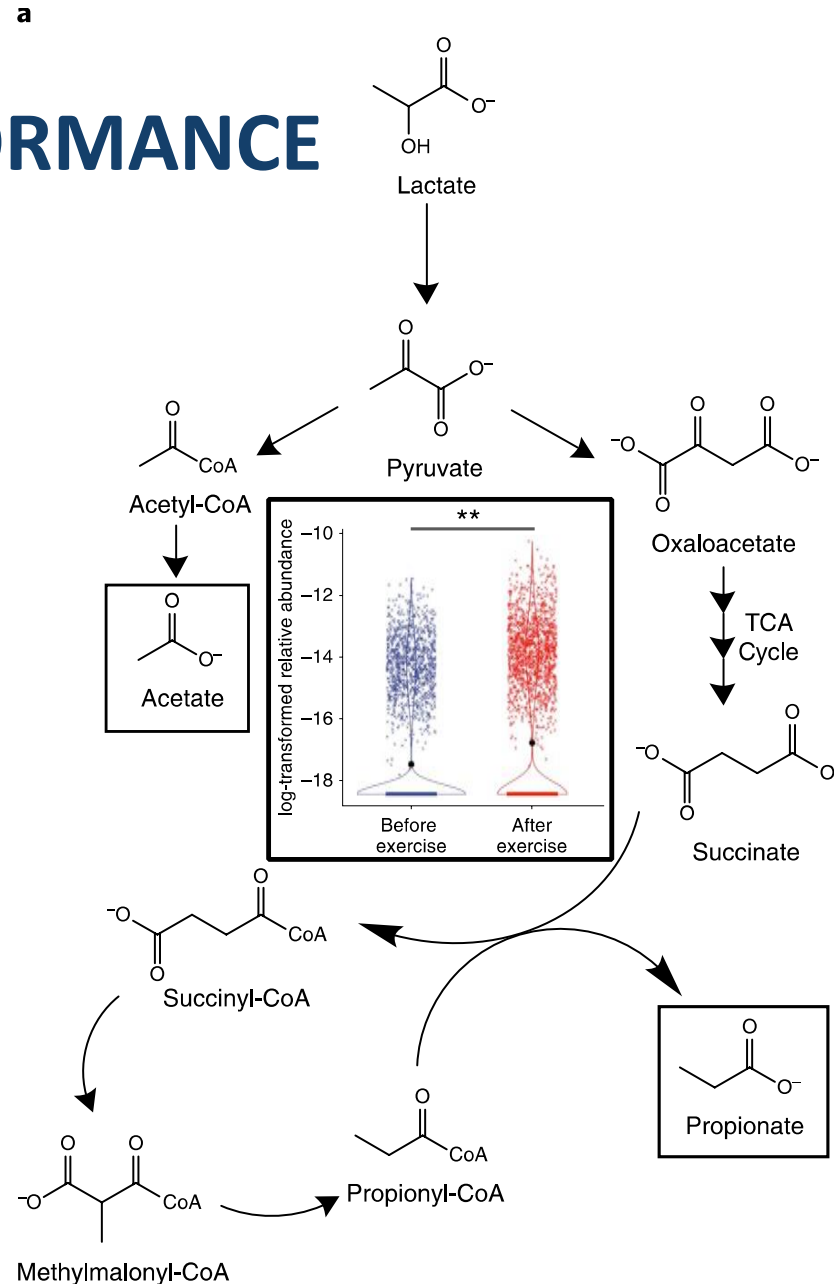 a
ORMANCE
O
O⁻
OH
Lactate
O
O⁻
O
Pyruvate
O
CoA
Acetyl-CoA
O
O⁻
Acetate
O
O
⁻O
O⁻
O
Oxaloacetate
TCA
Cycle
**
log-transformed relative abundance
−10
−12
−14
−16
−18
Before
exercise
After
exercise
O
⁻O
O
O
Succinate
O
⁻O
CoA
O
Succinyl-CoA
O
O⁻
Propionate
O
CoA
Propionyl-CoA
O
O
⁻O
CoA
Methylmalonyl-CoA